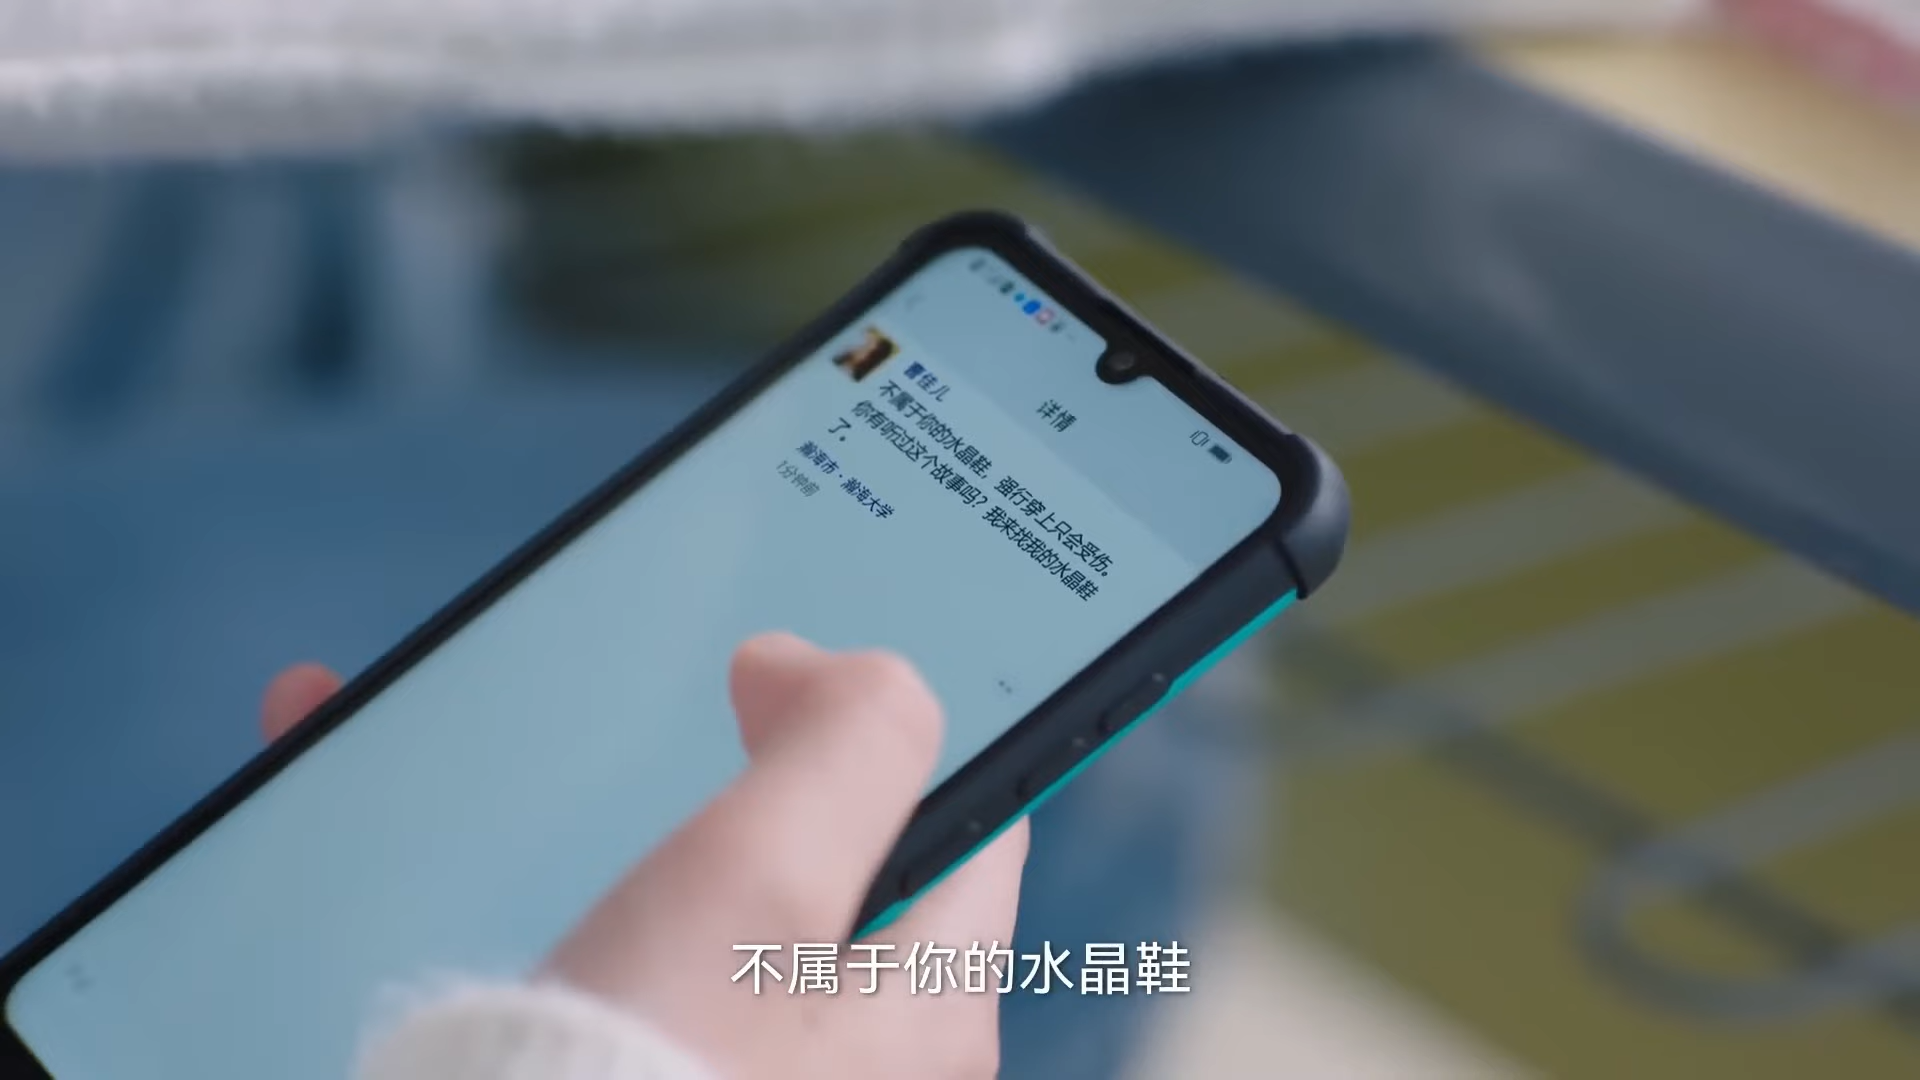 详情
曹佳儿
不属于你的水晶鞋，强行穿上只会受伤。
你有听过这个故事吗？我来找我的水晶鞋
了。
瀚海市·瀚海大学
1分钟前
不属于你的水晶鞋